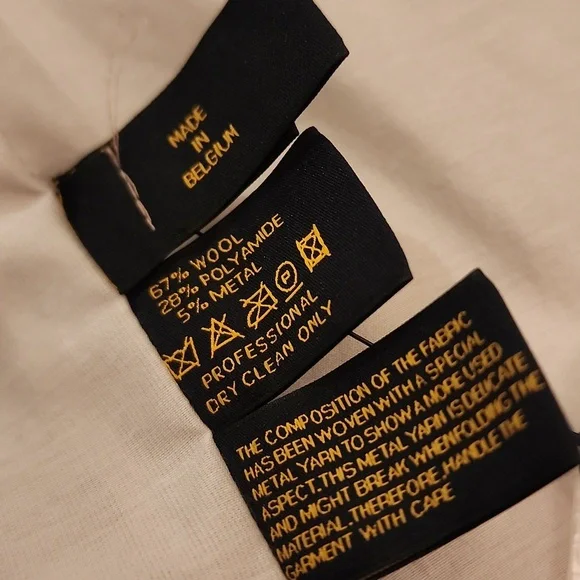 MADE
IN
BELGIUM
67% WOOL
28% POLYAMIDE
5% METAL
P
PROFESSIONAL
DRY CLEAN ONLY
THE COMPOSITION OF THE FABRIC
HAS BEEN WOVEN WITH A SPECIAL
METAL YARN TO SHOW A MORE USED
ASPECT.THIS METAL YARN IS DELICATE
AND MIGHT BREAK WHEN FOLDING THE
MATERIAL.THEREFORE,HANDLE THE
GARMENT WITH CARE